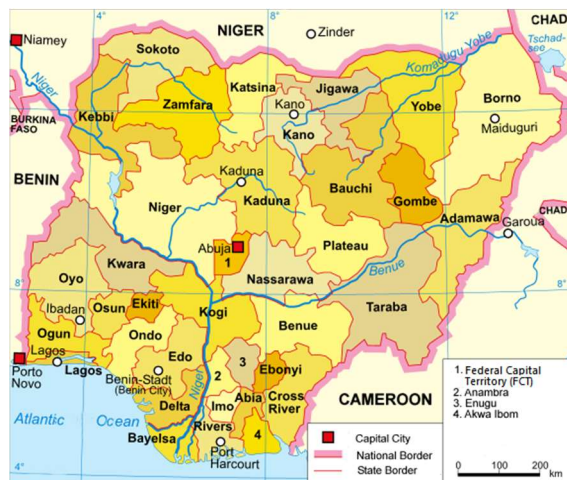 4°
8°
12°
NIGER
Zinder
CHAD
Niamey
Sokoto
Komadugu Yobe
Tschad-
see
Niger
Katsina
Jigawa
Kebbi
Zamfara
Kano
Yobe
Borno
BURKINA
FASO
Kano
Maiduguri
BENIN
Kaduna
Bauchi
Niger
Kaduna
Gombe
Adamawa
CHAD
Garoua
Abuja
1
Plateau
Kwara
Nassarawa
Benue
Oyo
8°
8°
Taraba
Ibadan
Osun
Ekiti
Kogi
Benue
Ogun
Ondo
Lagos
Lagos
Edo
2
3
Ebonyi
Porto
Novo
Benin-Stadt
(Benin City)
Niger
CAMEROON
Delta
Imo
Abia
Cross
River
Atlantic Ocean
Bayelsa
Rivers
4
Port
Harcourt
4°
1. Federal Capital
Territory (FCT)
2. Anambra
3. Enugu
4. Akwa Ibom
Capital City
National Border
State Border
0
100
200
km